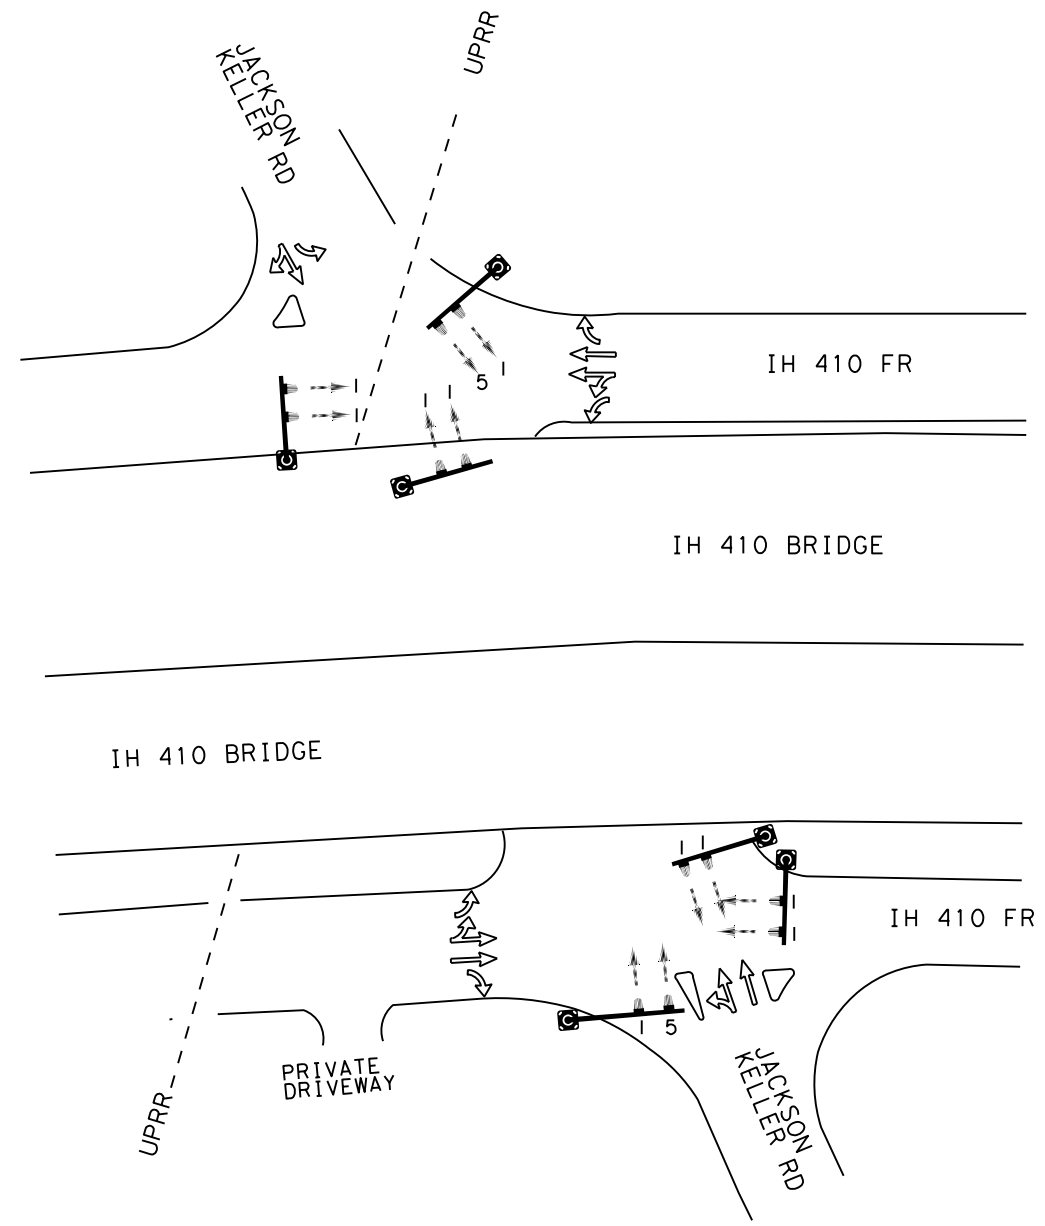 UPRR
JACKSON
KELLER RD
IH 410 FR
I
I
5
I
I
I
IH 410 BRIDGE
IH 410 BRIDGE
I I
I
IH 410 FR
I
I 5
PRIVATE
DRIVEWAY
JACKSON
KELLER RD
UPRR